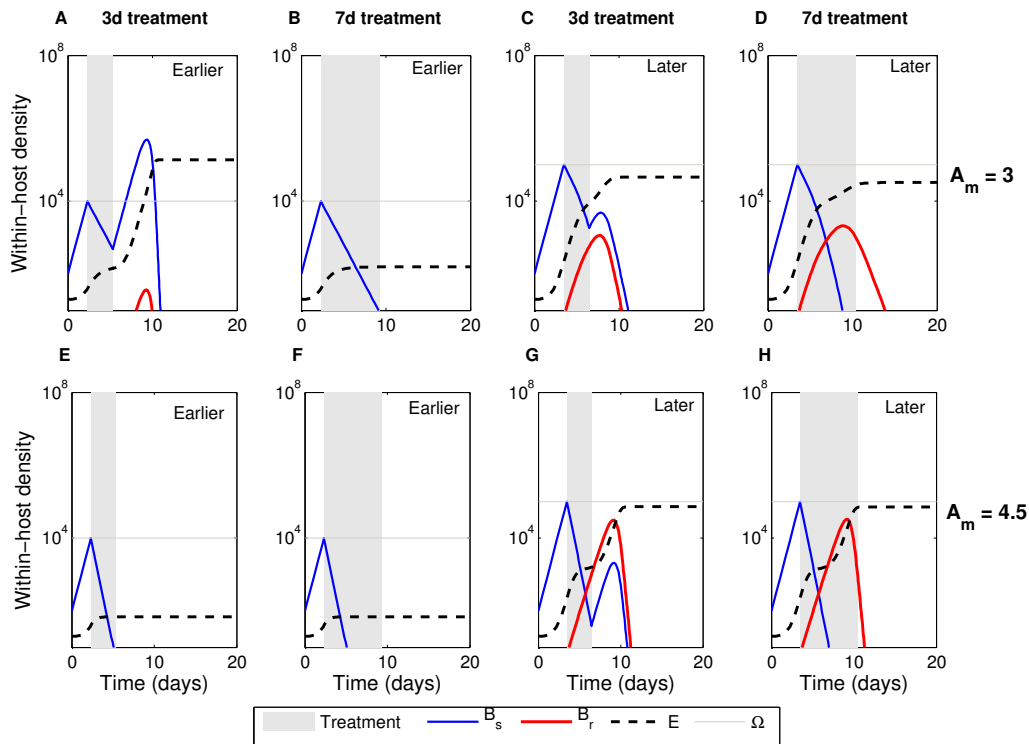 A 3d treatment B 7d treatment C 3d treatment D 7d treatment
10^8 10^8 10^8 10^8
Earlier Earlier Later Later
Within-host density
10^4 10^4 10^4 10^4
A_m = 3
0 10 20 0 10 20 0 10 20 0 10 20
E F G H
10^8 10^8 10^8 10^8
Earlier Earlier Later Later
Within-host density
10^4 10^4 10^4 10^4
A_m = 4.5
0 10 20 0 10 20 0 10 20 0 10 20
Time (days) Time (days) Time (days) Time (days)
Treatment B_s B_r E Ω